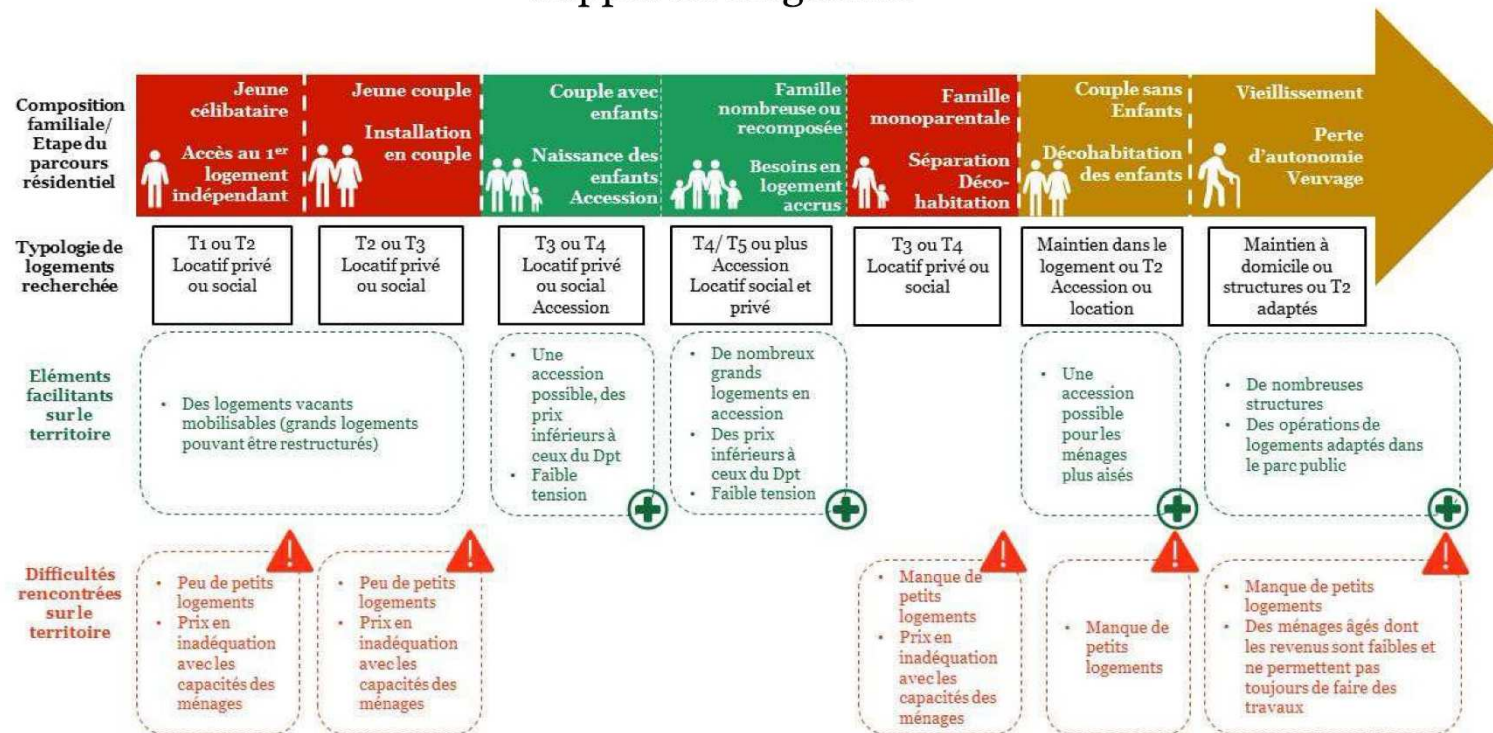 Composition
familiale/
Etape du
parcours
résidentiel
Jeune
célibataire
Accès au 1er
logement
indépendant
Jeune couple
Installation
en couple
Couple avec
enfants
Naissance des
enfants
Accession
Famille
nombreuse ou
recomposée
Besoins en
logement
accrus
Famille
monoparentale
Séparation
Déco-
habitation
Couple sans
Enfants
Décohabitation
des enfants
Vieillissement
Perte
d'autonomie
Veuvage
Typologie de
logements
recherchée
T1 ou T2
Locatif privé
ou social
T2 ou T3
Locatif privé
ou social
T3 ou T4
Locatif privé
ou social
Accession
T4/ T5 ou plus
Accession
Locatif social et
privé
T3 ou T4
Locatif privé ou
social
Maintien dans le
logement ou T2
Accession ou
location
Maintien à
domicile ou
structures ou T2
adaptés
Eléments
facilitants
sur le
territoire
• Des logements vacants
mobilisables (grands logements
pouvant être restructurés)
• Une
accession
possible, des
prix
inférieurs à
ceux du Dpt
• Faible
tension
• De nombreux
grands
logements en
accession
• Des prix
inférieurs à
ceux du Dpt
• Faible tension
• Une
accession
possible
pour les
ménages
plus aisés
• De nombreuses
structures
• Des opérations de
logements adaptés dans
le parc public
Difficultés
rencontrées
sur le
territoire
• Peu de petits
logements
• Prix en
inadéquation
avec les
capacités des
ménages
• Peu de petits
logements
• Prix en
inadéquation
avec les
capacités des
ménages
• Manque de
petits
logements
• Prix en
inadéquation
avec les
capacités des
ménages
• Manque de
petits
logements
• Manque de petits
logements
• Des ménages âgés dont
les revenus sont faibles et
ne permettent pas
toujours de faire des
travaux